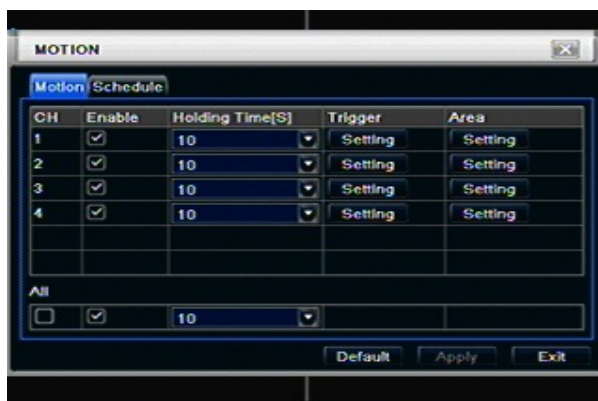 MOTION
Motion Schedule
CH Enable Holding Time[S] Trigger Area
1 10 Setting Setting
2 10 Setting Setting
3 10 Setting Setting
4 10 Setting Setting
All
10
Default Apply Exit